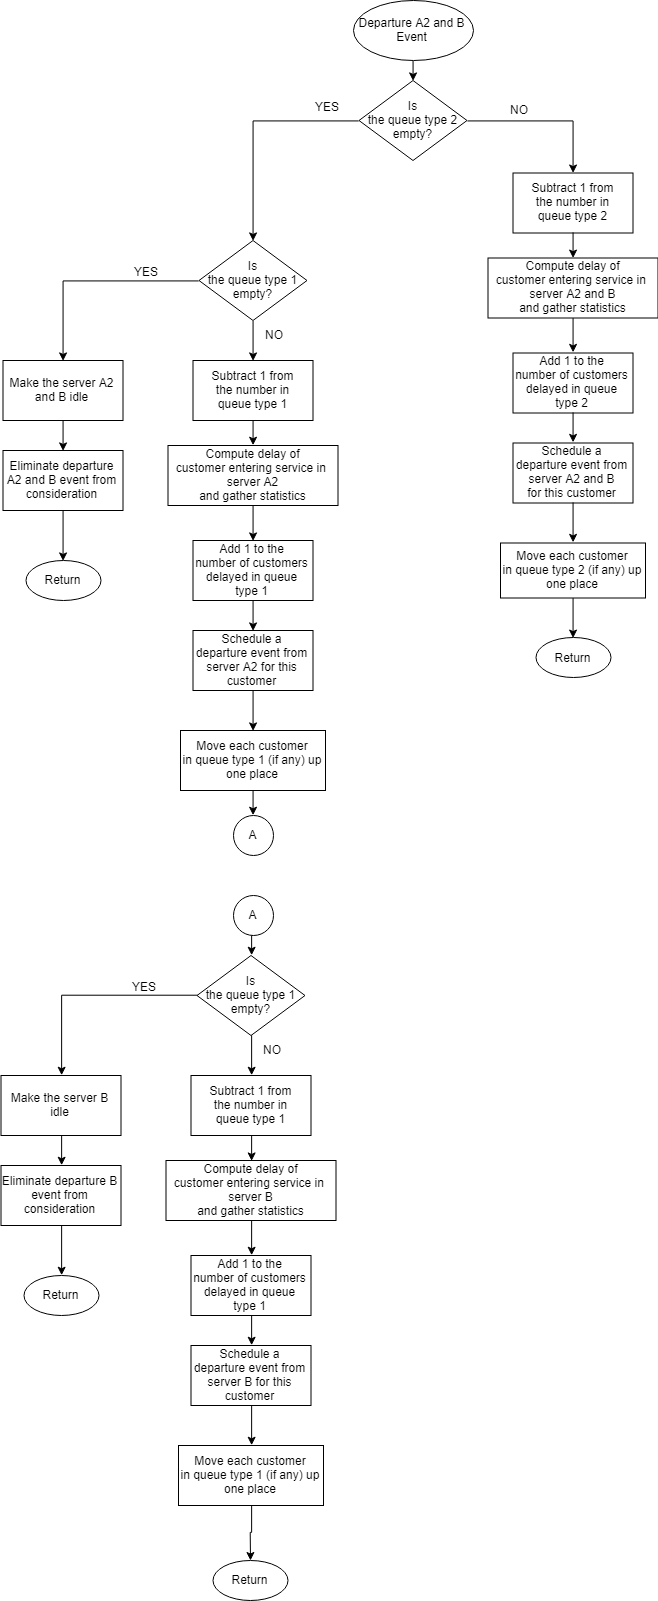 Departure A2 and B
Event
Is
the queue type 2
empty?
YES
NO
Subtract 1 from
the number in
queue type 2
Compute delay of
customer entering service in
server A2 and B
and gather statistics
Add 1 to the
number of customers
delayed in queue
type 2
Schedule a
departure event from
server A2 and B
for this customer
Move each customer
in queue type 2 (if any) up
one place
Return
Is
the queue type 1
empty?
YES
NO
Make the server A2
and B idle
Eliminate departure
A2 and B event from
consideration
Return
Subtract 1 from
the number in
queue type 1
Compute delay of
customer entering service in
server A2
and gather statistics
Add 1 to the
number of customers
delayed in queue
type 1
Schedule a
departure event from
server A2 for this
customer
Move each customer
in queue type 1 (if any) up
one place
A
A
Is
the queue type 1
empty?
YES
NO
Make the server B
idle
Eliminate departure B
event from
consideration
Return
Subtract 1 from
the number in
queue type 1
Compute delay of
customer entering service in
server B
and gather statistics
Add 1 to the
number of customers
delayed in queue
type 1
Schedule a
departure event from
server B for this
customer
Move each customer
in queue type 1 (if any) up
one place
Return